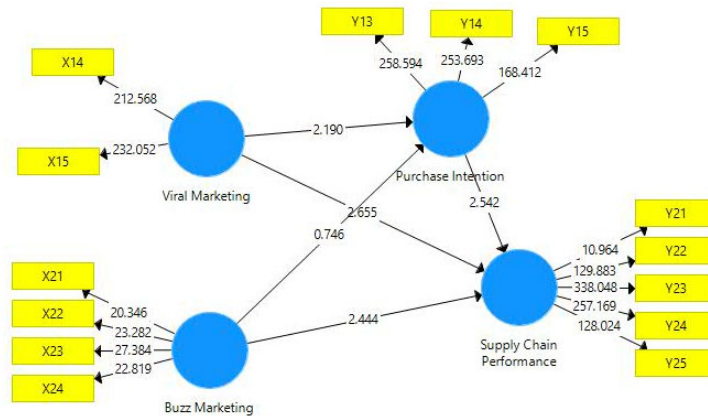 Y13
Y14
Y15
X14
258.594
253.693
168.412
212.568
2.190
X15
232.052
Purchase Intention
Viral Marketing
2.542
2.655
0.746
Y21
10.964
Y22
129.883
X21
338.048
Y23
20.346
257.169
X22
2.444
23.282
128.024
Y24
X23
27.384
Supply Chain
Performance
22.819
Y25
X24
Buzz Marketing